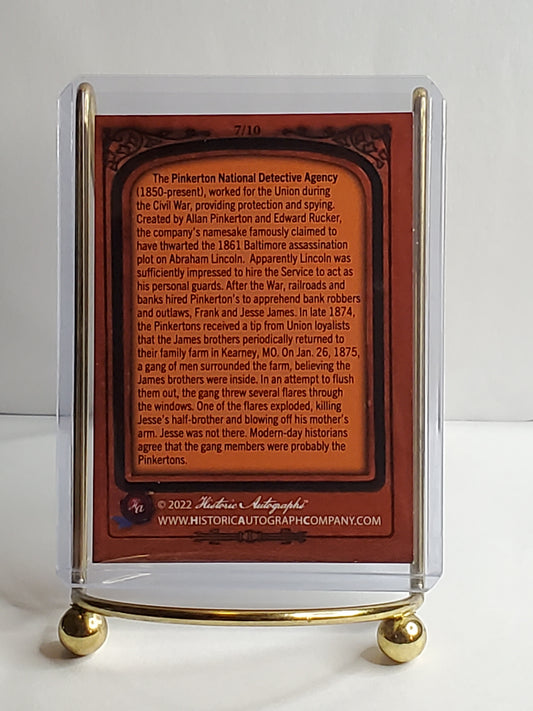 7/10
The Pinkerton National Detective Agency
(1850-present), worked for the Union during
the Civil War, providing protection and spying.
Created by Allan Pinkerton and Edward Rucker,
the company's namesake famously claimed to
have thwarted the 1861 Baltimore assassination
plot on Abraham Lincoln. Apparently Lincoln was
sufficiently impressed to hire the Service to act as
his personal guards. After the War, railroads and
banks hired Pinkerton's to apprehend bank robbers
and outlaws, Frank and Jesse James. In late 1874,
the Pinkertons received a tip from Union loyalists
that the James brothers periodically returned to
their family farm in Kearney, MO. On Jan. 26, 1875,
a gang of men surrounded the farm, believing the
James brothers were inside. In an attempt to flush
them out, the gang threw several flares through
the windows. One of the flares exploded, killing
Jesse's half-brother and blowing off his mother's
arm. Jesse was not there. Modern-day historians
agree that the gang members were probably the
Pinkertons.
© 2022 Historic Autographs™
WWW.HISTORICAUTOGRAPHCOMPANY.COM